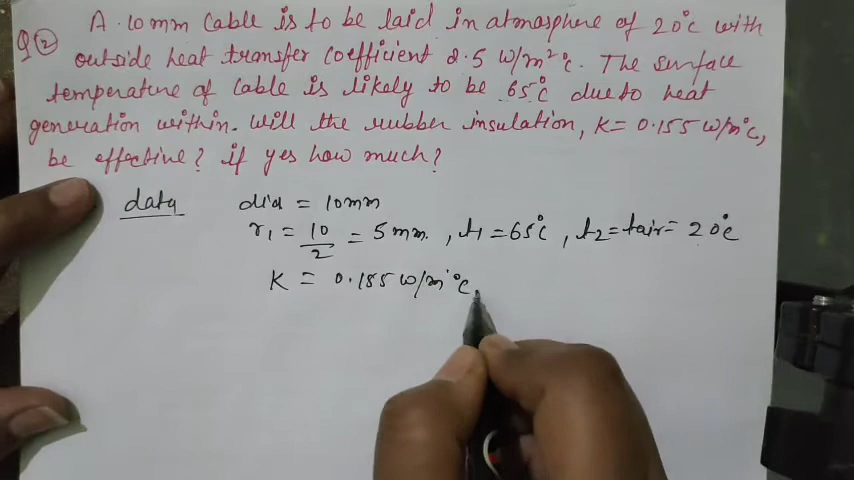 Q② A 10mm Cable is to be laid in atmosphere of 20°c with
outside heat transfer Coefficient 8.5 W/m²°c. The surface
temperature of Cable is likely to be 65°c due to heat
generation within. Will the rubber insulation, K= 0.155 W/m°c,
be effective? if yes how much?
data dia = 10mm
r₁ = 10/2 = 5mm, t₁ = 65°c, t₂ = tair = 20°c
K = 0.155 W/m°c